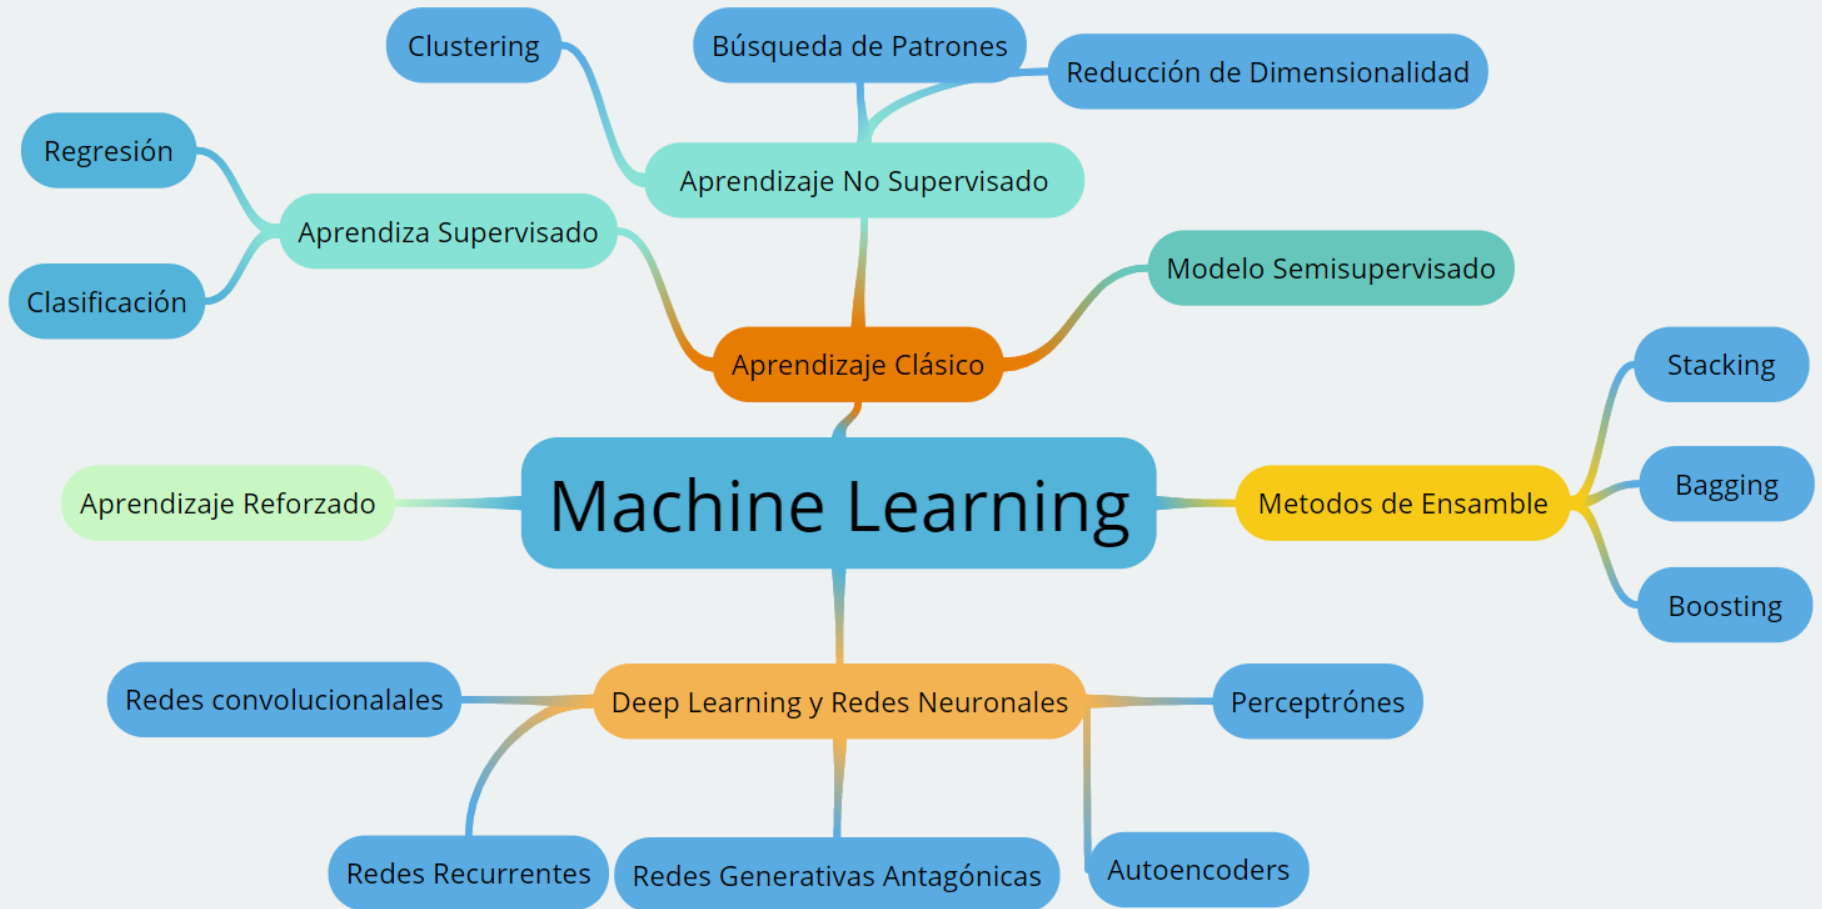 Clustering
Búsqueda de Patrones
Reducción de Dimensionalidad
Regresión
Aprendizaje No Supervisado
Aprendiza Supervisado
Modelo Semisupervisado
Clasificación
Aprendizaje Clásico
Stacking
Aprendizaje Reforzado
Machine Learning
Metodos de Ensamble
Bagging
Boosting
Redes convolucionalales
Deep Learning y Redes Neuronales
Perceptrónes
Redes Recurrentes
Redes Generativas Antagónicas
Autoencoders